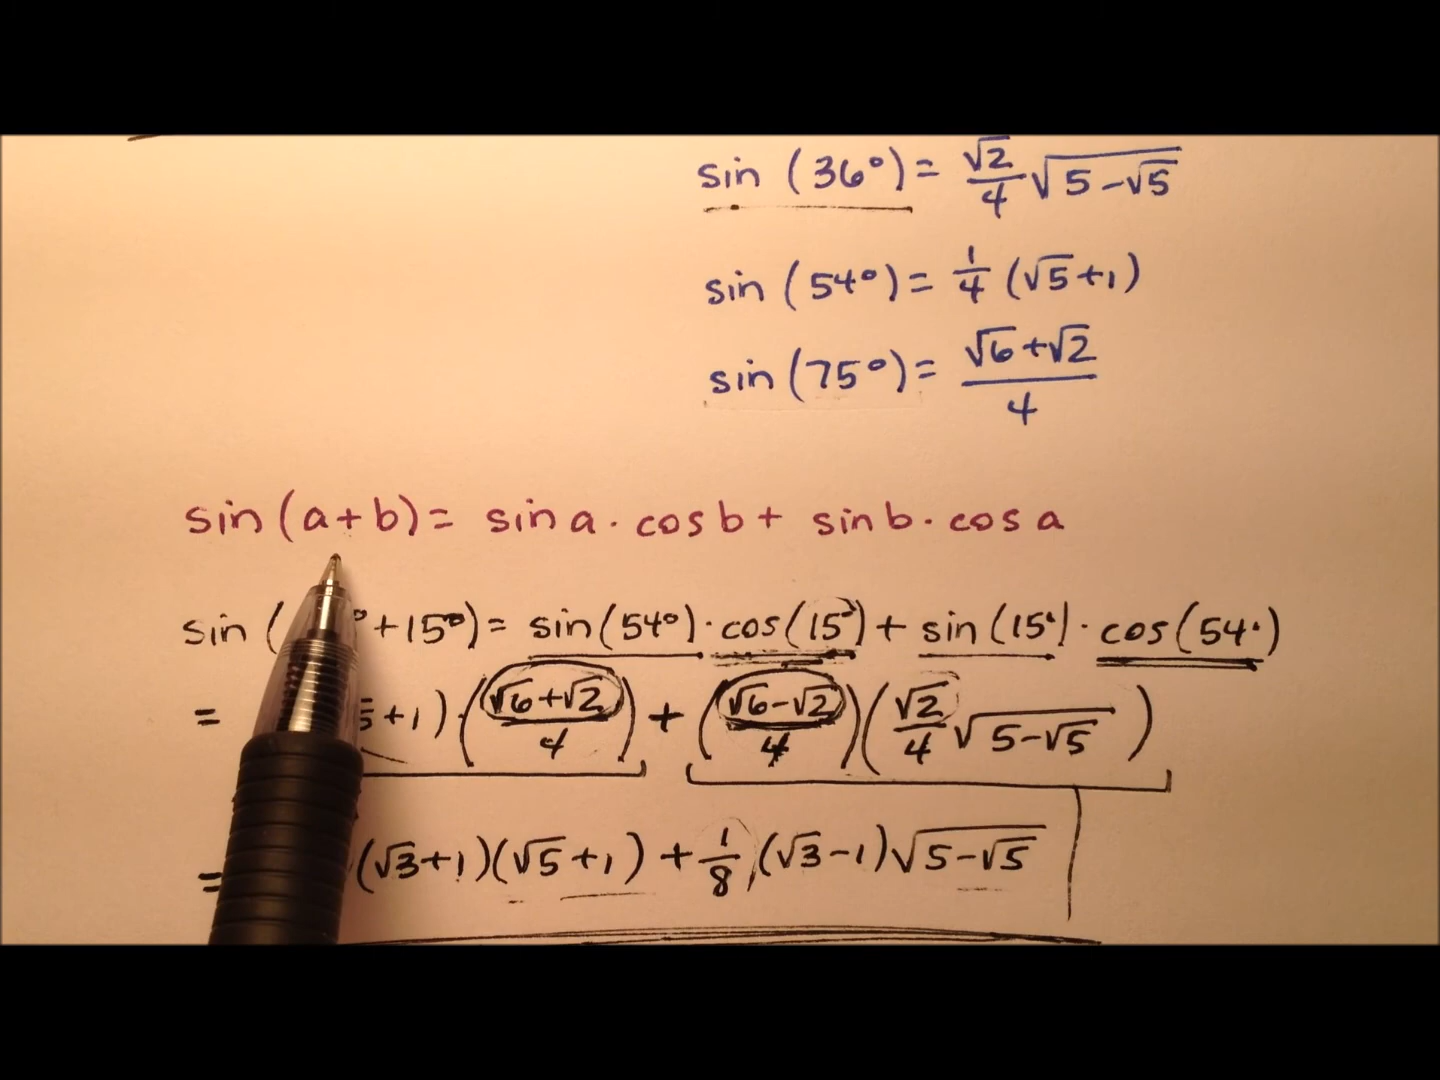 sin (36°) = √2/4 √(5-√5)
sin (54°) = 1/4 (√5+1)
sin (75°) = (√6+√2)/4
sin (a+b) = sin a · cos b + sin b · cos a
sin ( ° +15°) = sin(54°) · cos(15°) + sin (15°) · cos(54°)
= 5 +1) · ((√6+√2)/4) + ((√6-√2)/4) (√2/4 √(5-√5))
= (√3+1)(√5+1) + 1/8 (√3-1)√(5-√5)